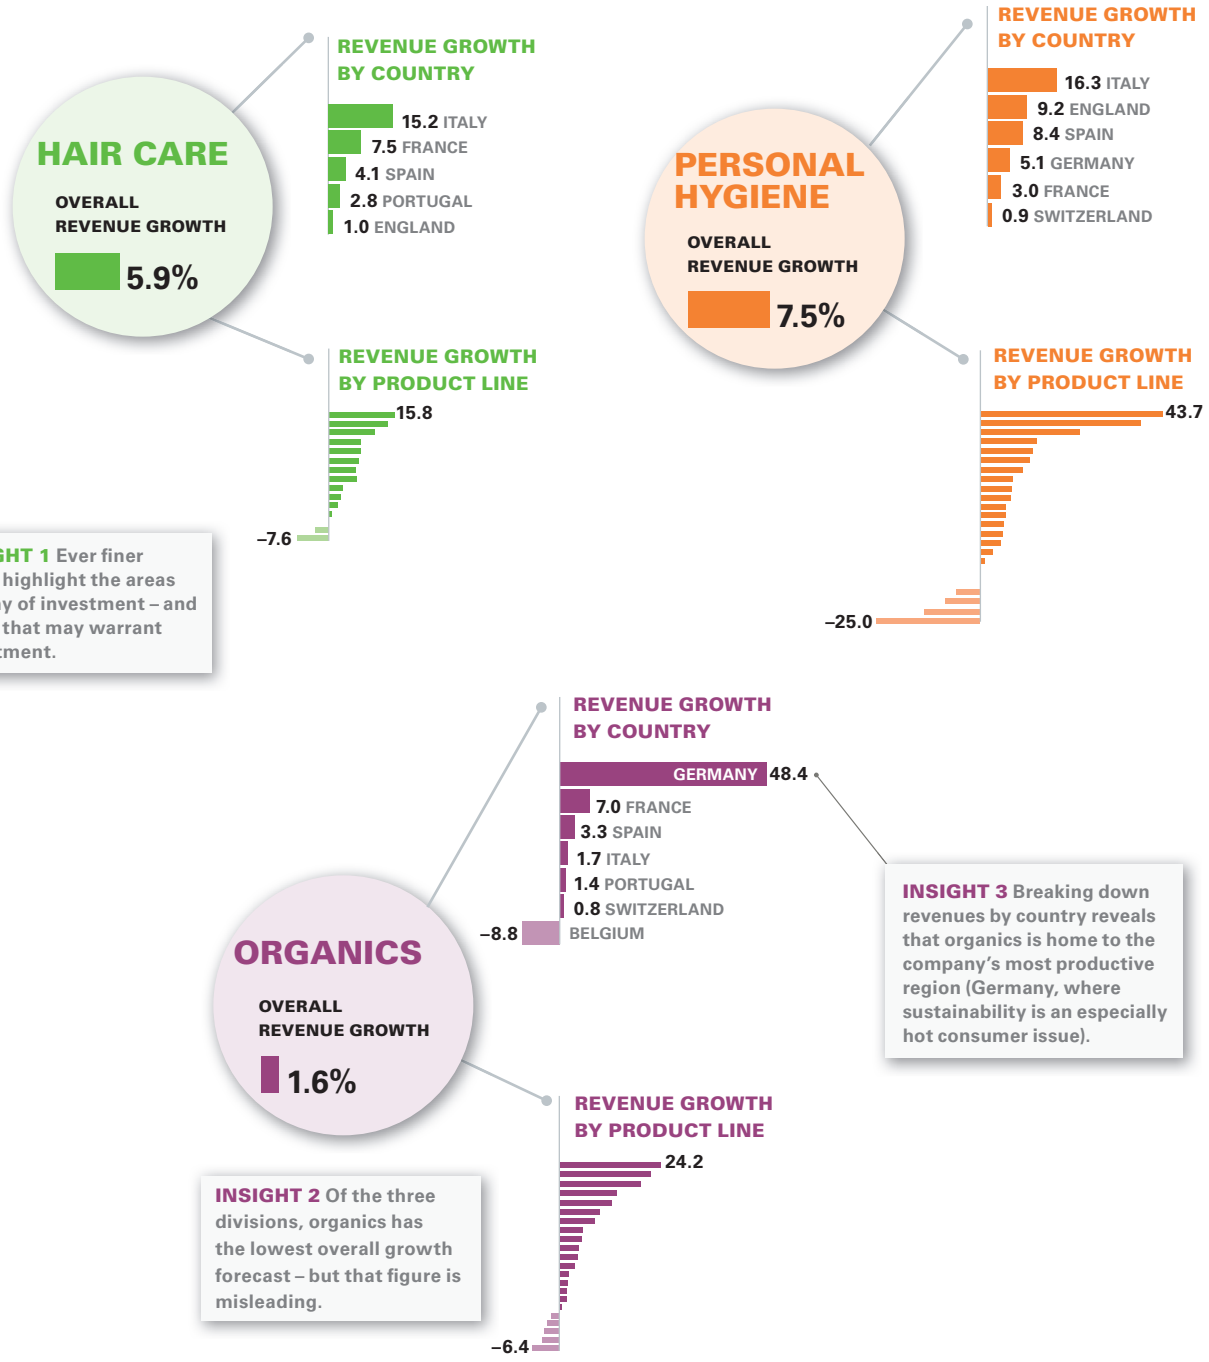 HAIR CARE
OVERALL
REVENUE GROWTH
5.9%
REVENUE GROWTH
BY COUNTRY
15.2 ITALY
7.5 FRANCE
4.1 SPAIN
2.8 PORTUGAL
1.0 ENGLAND
REVENUE GROWTH
BY PRODUCT LINE
15.8
–7.6
PERSONAL
HYGIENE
OVERALL
REVENUE GROWTH
7.5%
REVENUE GROWTH
BY COUNTRY
16.3 ITALY
9.2 ENGLAND
8.4 SPAIN
5.1 GERMANY
3.0 FRANCE
0.9 SWITZERLAND
REVENUE GROWTH
BY PRODUCT LINE
43.7
–25.0
GHT 1 Ever finer
highlight the areas
y of investment – and
that may warrant
tment.
ORGANICS
OVERALL
REVENUE GROWTH
1.6%
REVENUE GROWTH
BY COUNTRY
GERMANY 48.4
7.0 FRANCE
3.3 SPAIN
1.7 ITALY
1.4 PORTUGAL
0.8 SWITZERLAND
–8.8 BELGIUM
INSIGHT 3 Breaking down
revenues by country reveals
that organics is home to the
company’s most productive
region (Germany, where
sustainability is an especially
hot consumer issue).
REVENUE GROWTH
BY PRODUCT LINE
24.2
–6.4
INSIGHT 2 Of the three
divisions, organics has
the lowest overall growth
forecast – but that figure is
misleading.